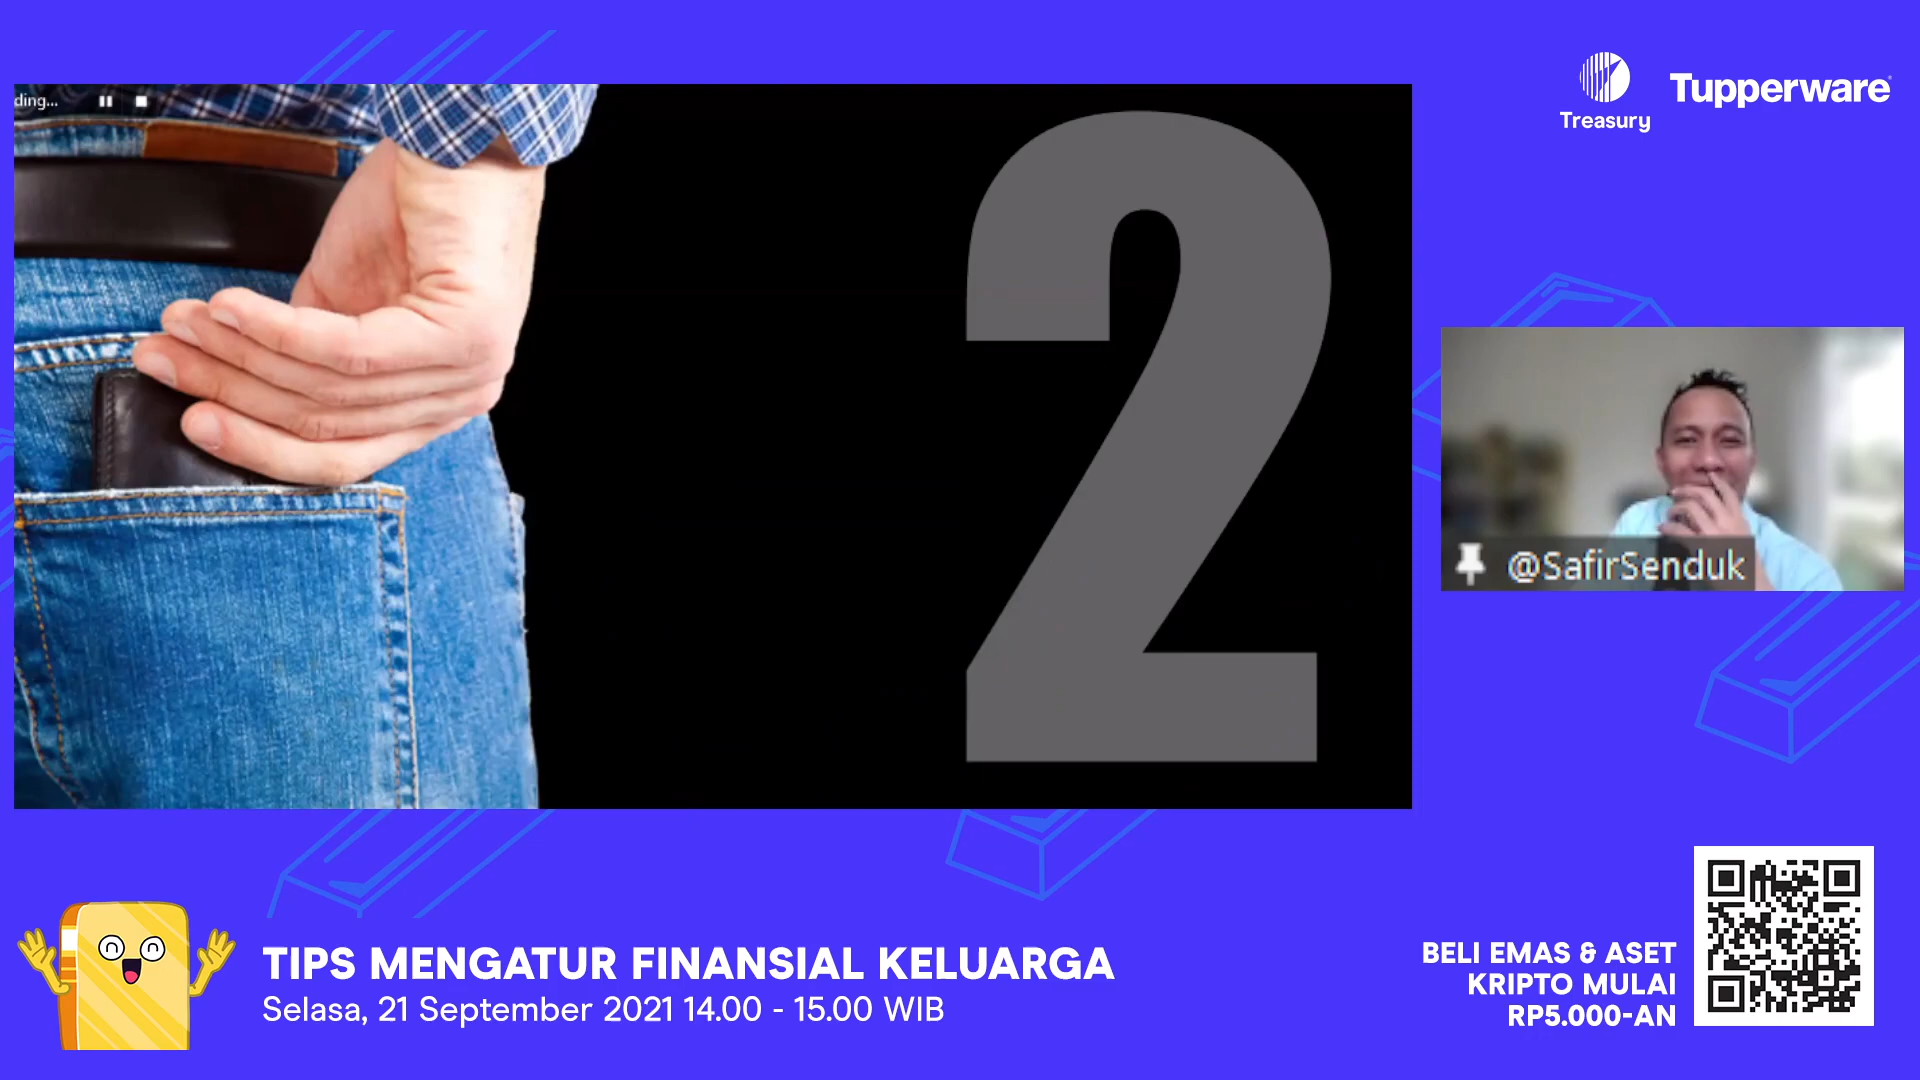 ding...
Treasury
Tupperware
2
@SafirSenduk
TIPS MENGATUR FINANSIAL KELUARGA
Selasa, 21 September 2021 14.00 - 15.00 WIB
BELI EMAS & ASET
KRIPTO MULAI
RP5.000-AN